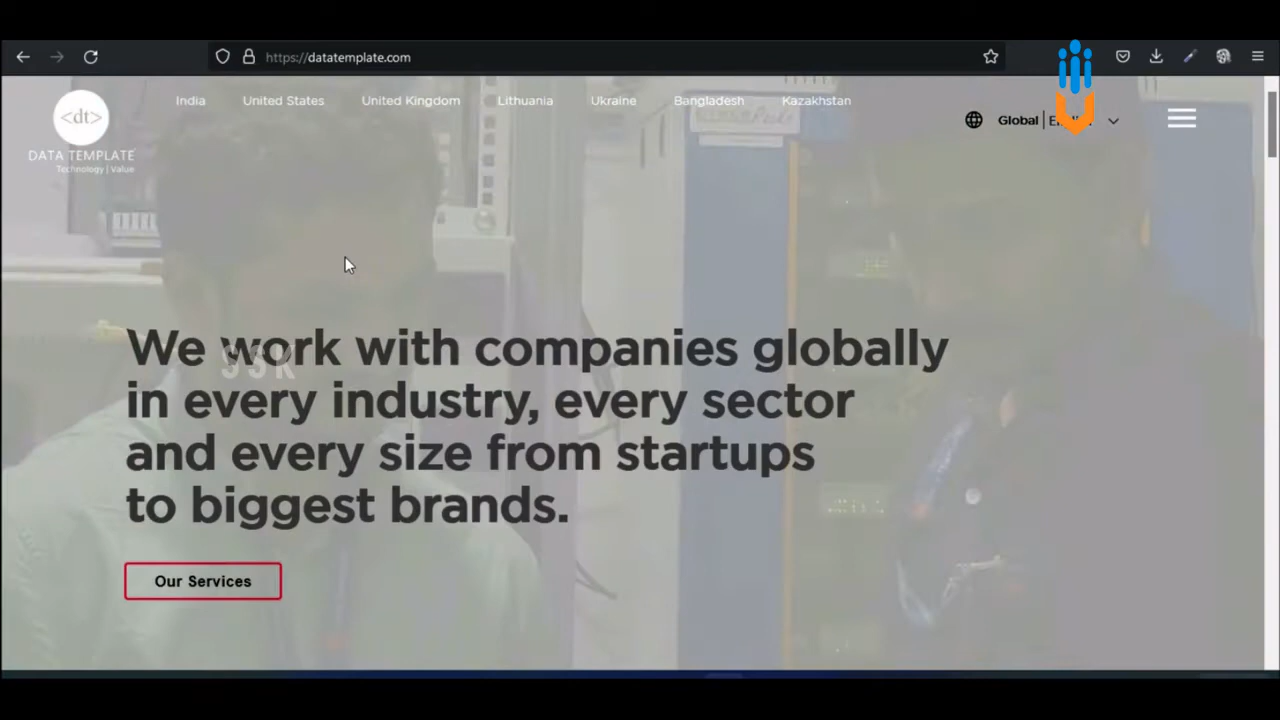 https://datatemplate.com
India United States United Kingdom Lithuania Ukraine Bangladesh Kazakhstan
<dt>
DATA TEMPLATE
Technology | Value
Global
We work with companies globally
in every industry, every sector
and every size from startups
to biggest brands.
SSK
Our Services